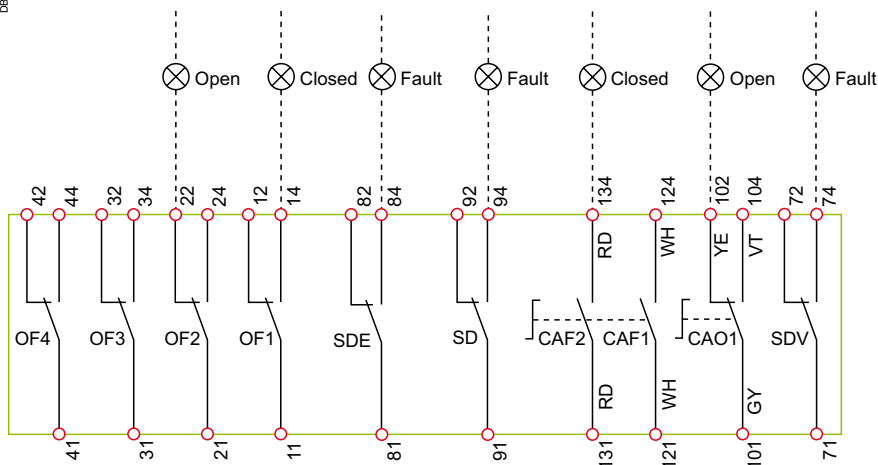 DB
Open Closed Fault Fault Closed Open Fault
42 44 32 34 22 24 12 14 82 84 92 94 134 124 102 104 72 74
RD WH YE VT
OF4 OF3 OF2 OF1 SDE SD CAF2 CAF1 CAO1 SDV
RD WH GY
41 31 21 11 81 91 131 121 101 71